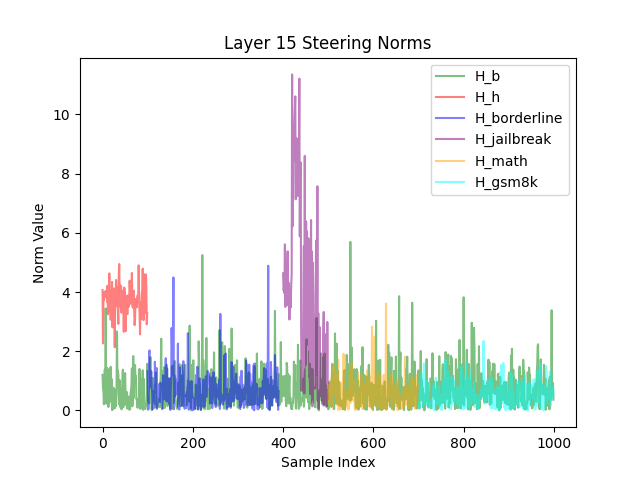 Layer 15 Steering Norms
H_b
H_h
H_borderline
H_jailbreak
H_math
H_gsm8k
10
8
6
4
2
0
Norm Value
0
200
400
600
800
1000
Sample Index